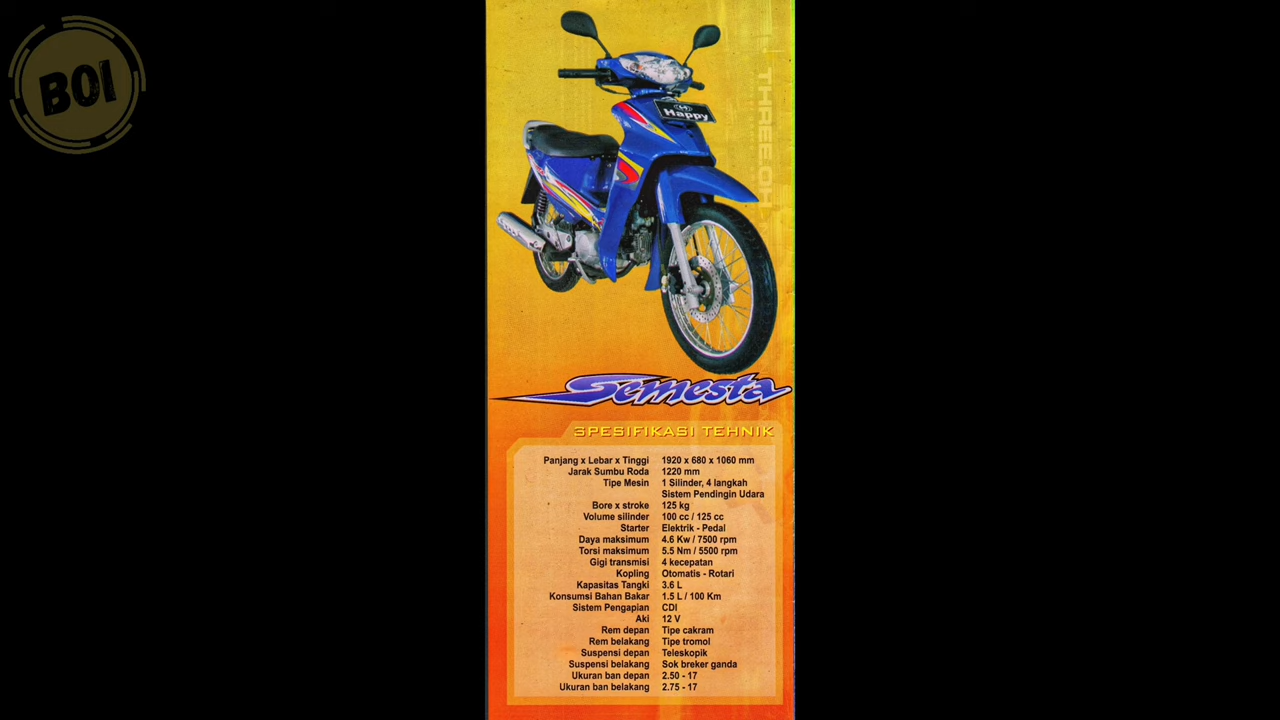 BOI
THREE.OH
Happy
Semesta
SPESIFIKASI TEHNIK
Panjang x Lebar x Tinggi 1920 x 680 x 1060 mm
Jarak Sumbu Roda 1220 mm
Tipe Mesin 1 Silinder, 4 langkah
Sistem Pendingin Udara
Bore x stroke 125 kg
Volume silinder 100 cc / 125 cc
Starter Elektrik - Pedal
Daya maksimum 4.6 Kw / 7500 rpm
Torsi maksimum 5.5 Nm / 5500 rpm
Gigi transmisi 4 kecepatan
Kopling Otomatis - Rotari
Kapasitas Tangki 3.6 L
Konsumsi Bahan Bakar 1.5 L / 100 Km
Sistem Pengapian CDI
Aki 12 V
Rem depan Tipe cakram
Rem belakang Tipe tromol
Suspensi depan Teleskopik
Suspensi belakang Sok breker ganda
Ukuran ban depan 2.50 - 17
Ukuran ban belakang 2.75 - 17